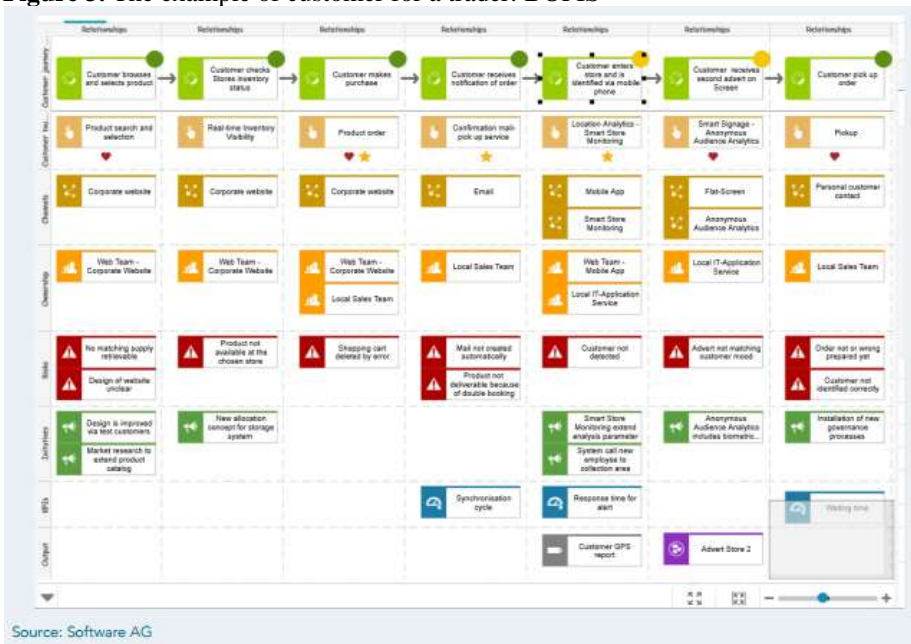 Figure 3. The example of customer for a trader: BOPIS
Relationships Relationships Relationships Relationships Relationships Relationships Relationships
Customer journey
Customer browses and selects product
Customer checks Stores Inventory status
Customer makes purchase
Customer receives notification of order
Customer enters store and is identified via mobile phone
Customer receives second advert on Screen
Customer pick up order
Product search and selection
Real-time Inventory Visibility
Product order
Confirmation mail- pick up service
Location Analytics - Smart Store Monitoring
Smart Signage - Anonymous Audience Analytics
Pickup
Channels
Corporate website
Corporate website
Corporate website
Email
Mobile App
Smart Store Monitoring
Flat-Screen
Anonymous Audience Analytics
Personal customer contact
Ownership
Web Team - Corporate Website
Web Team - Corporate Website
Web Team - Corporate Website
Local Sales Team
Local Sales Team
Web Team - Mobile App
Local IT-Application Service
Local IT-Application Service
Local Sales Team
Risks
No matching supply retrievable
Design of website unclear
Product not available at the chosen store
Shopping cart deleted by error
Mail not created automatically
Product not deliverable because of double booking
Customer not detected
Advert not matching customer mood
Order not or wrong prepared yet
Customer not identified correctly
Initiatives
Design is improved via test customers
Market research to extend product catalog
New allocation concept for storage system
Smart Store Monitoring extend analysis parameter
System call new employee to collection area
Anonymous Audience Analytics includes biometric...
Installation of new governance processes
KPIs
Synchronisation cycle
Response time for alert
Waiting time
Output
Customer GPS report
Advert Store 2
Source: Software AG